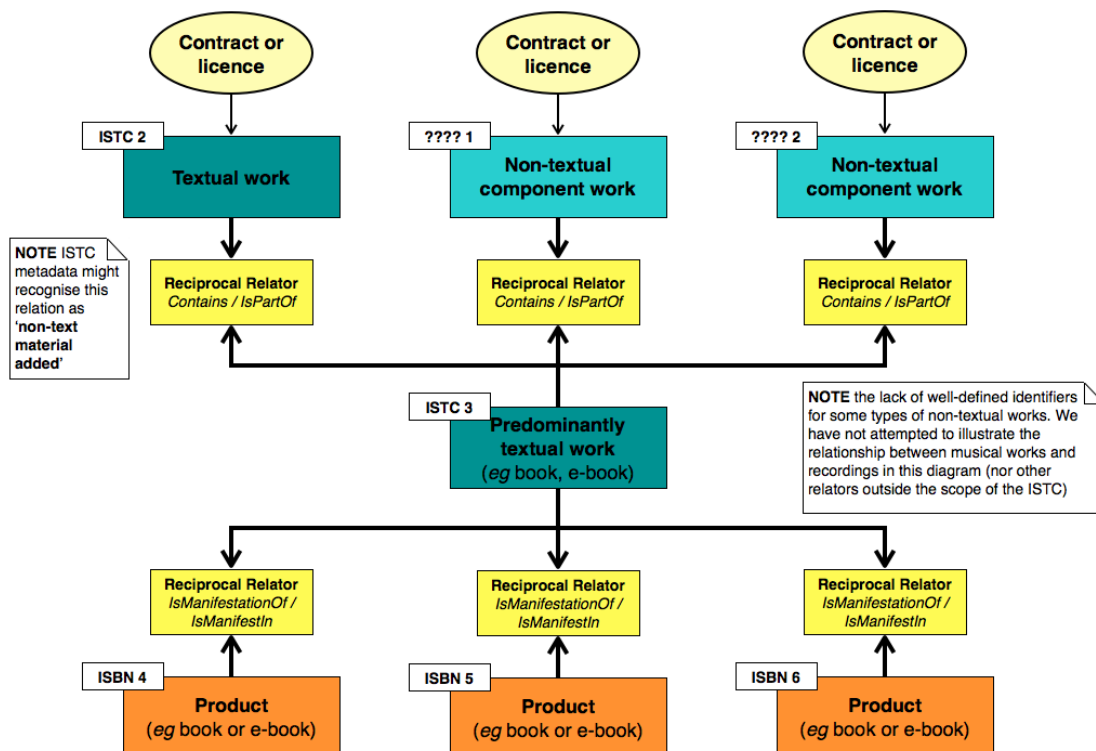 Contract or
licence
Contract or
licence
Contract or
licence
ISTC 2
Textual work
???? 1
Non-textual
component work
???? 2
Non-textual
component work
NOTE ISTC
metadata might
recognise this
relation as
‘non-text
material
added’
Reciprocal Relator
Contains / IsPartOf
Reciprocal Relator
Contains / IsPartOf
Reciprocal Relator
Contains / IsPartOf
ISTC 3
Predominantly
textual work
(eg book, e-book)
NOTE the lack of well-defined identifiers
for some types of non-textual works. We
have not attempted to illustrate the
relationship between musical works and
recordings in this diagram (nor other
relators outside the scope of the ISTC)
Reciprocal Relator
IsManifestationOf /
IsManifestIn
Reciprocal Relator
IsManifestationOf /
IsManifestIn
Reciprocal Relator
IsManifestationOf /
IsManifestIn
ISBN 4
Product
(eg book or e-book)
ISBN 5
Product
(eg book or e-book)
ISBN 6
Product
(eg book or e-book)